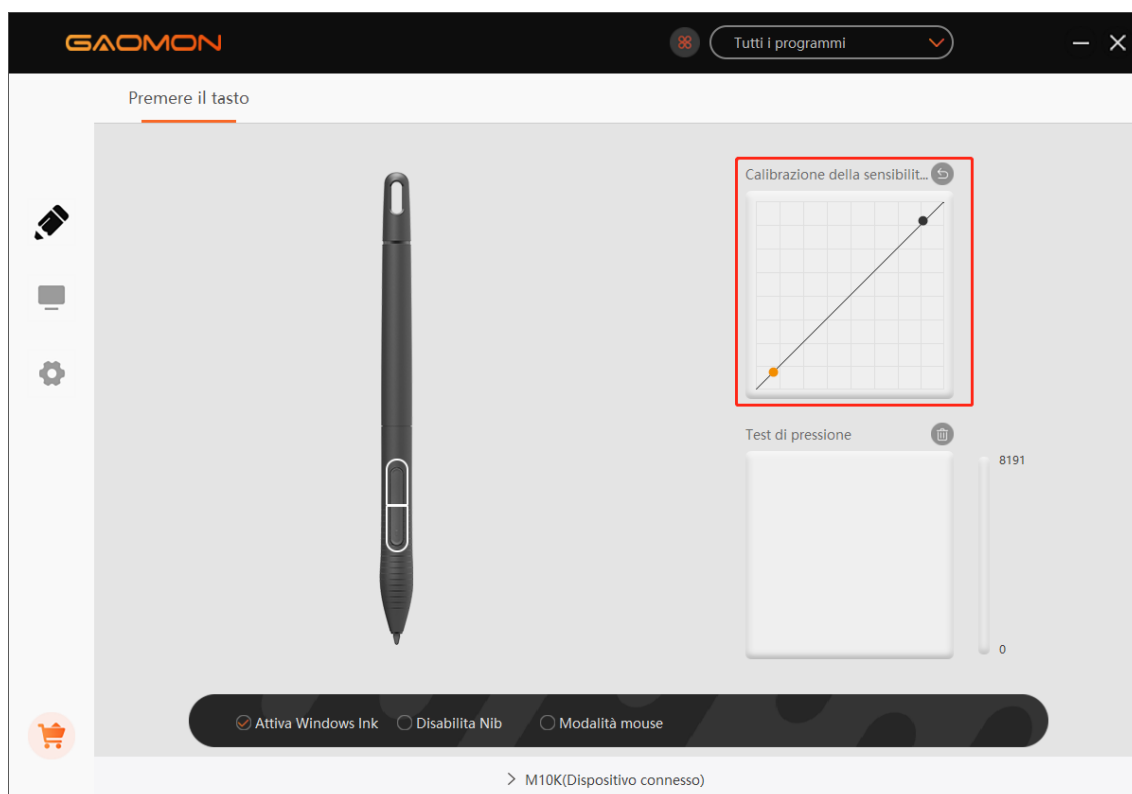 GAOMON
Tutti i programmi
Premere il tasto
Calibrazione della sensibilit...
Test di pressione
8191
0
Attiva Windows Ink Disabilita Nib Modalità mouse
M10K(Dispositivo connesso)